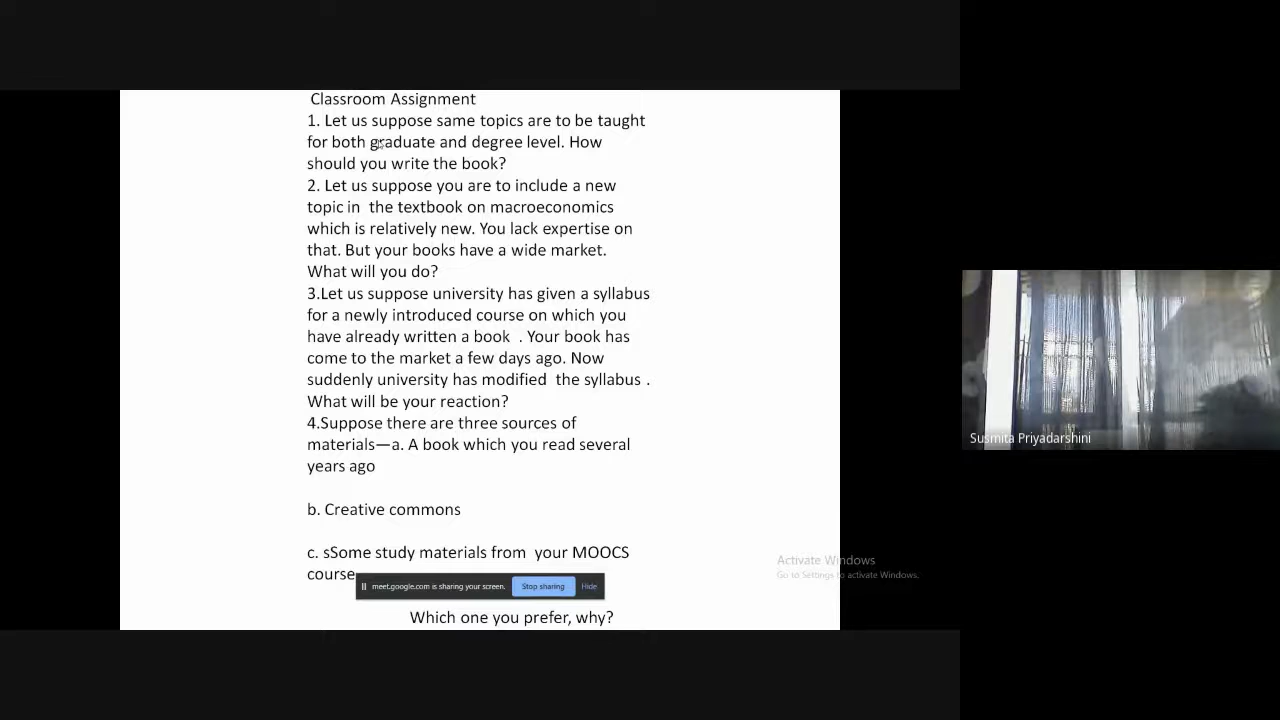 Classroom Assignment
1. Let us suppose same topics are to be taught
for both graduate and degree level. How
should you write the book?
2. Let us suppose you are to include a new
topic in  the textbook on macroeconomics
which is relatively new. You lack expertise on
that. But your books have a wide market.
What will you do?
3.Let us suppose university has given a syllabus
for a newly introduced course on which you
have already written a book  . Your book has
come to the market a few days ago. Now
suddenly university has modified  the syllabus .
What will be your reaction?
4.Suppose there are three sources of
materials—a. A book which you read several
years ago
b. Creative commons
c. sSome study materials from  your MOOCS
course
meet.google.com is sharing your screen. Stop sharing Hide
Which one you prefer, why?
Susmita Priyadarshini
Activate Windows
Go to Settings to activate Windows.